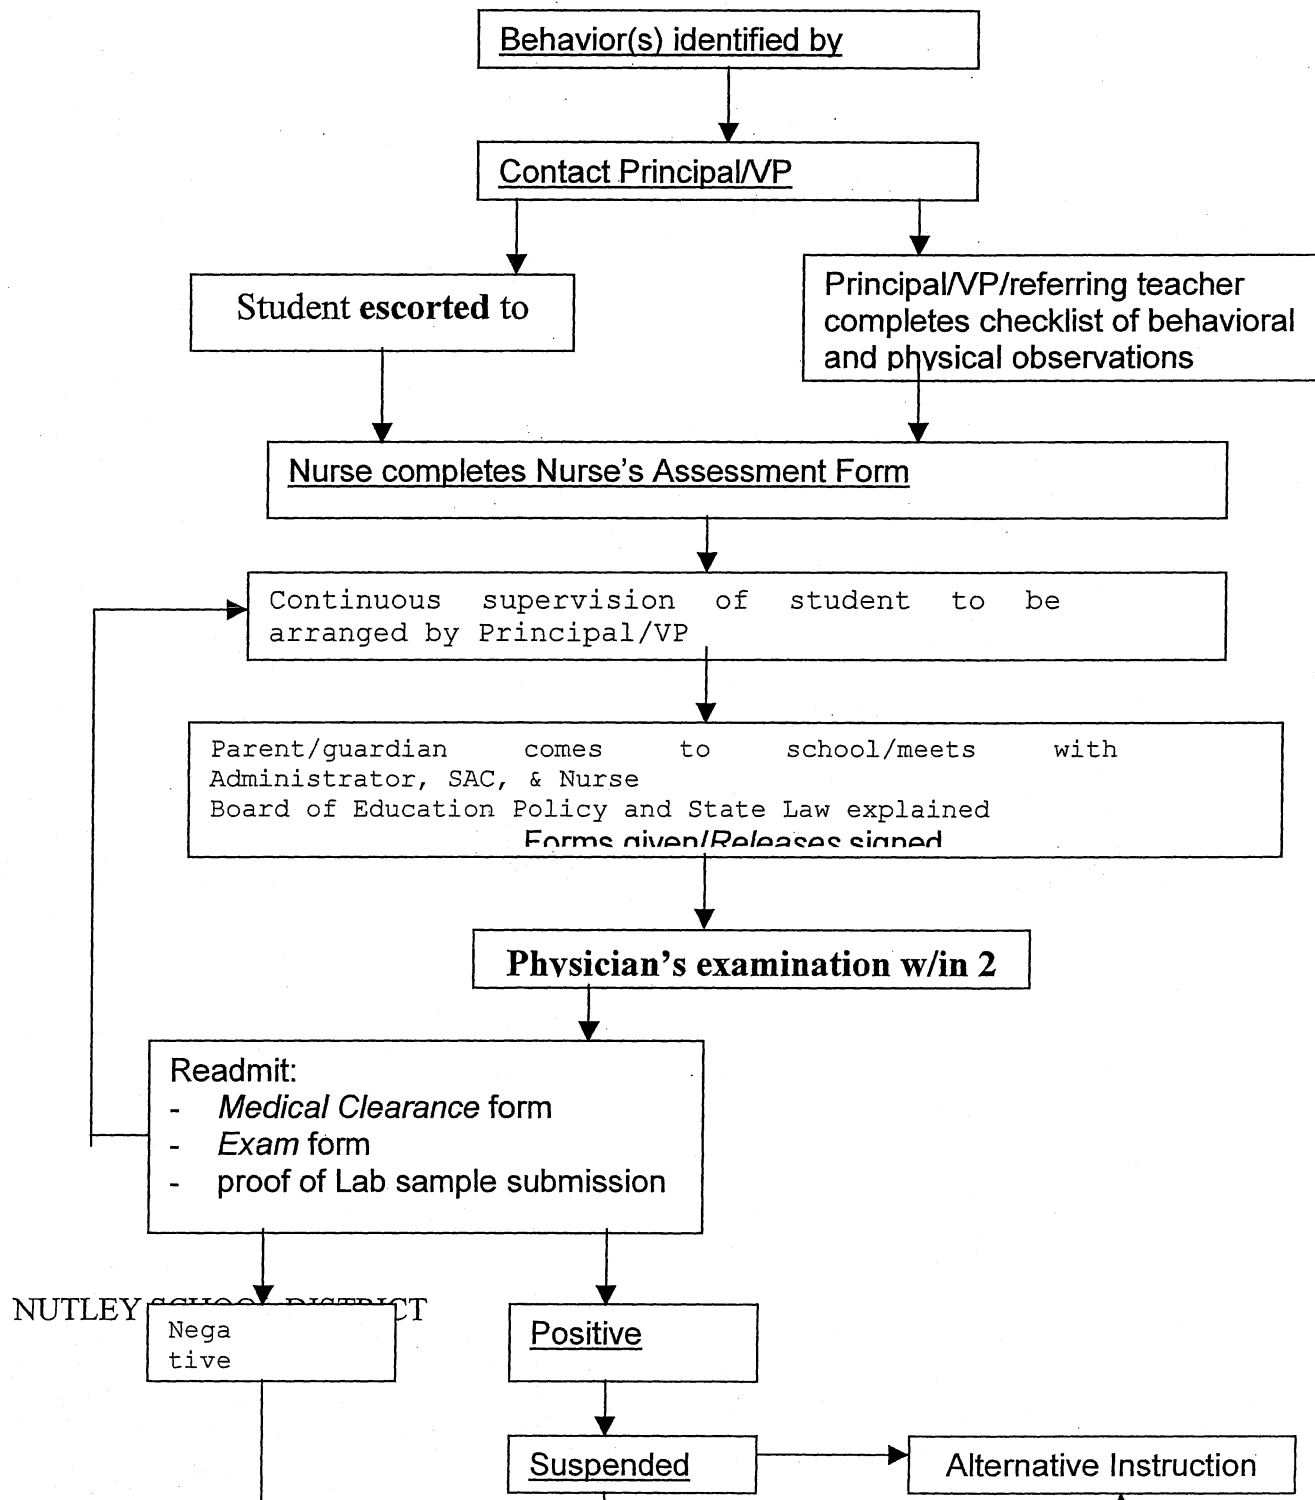 Behavior(s) identified by
Contact Principal/VP
Student escorted to
Principal/VP/referring teacher
completes checklist of behavioral
and physical observations
Nurse completes Nurse's Assessment Form
Continuous supervision of student to be
arranged by Principal/VP
Parent/guardian comes to school/meets with
Administrator, SAC, & Nurse
Board of Education Policy and State Law explained
Forms given/Releases signed
Physician's examination w/in 2
Readmit:
- Medical Clearance form
- Exam form
- proof of Lab sample submission
NUTLEY SCHOOL DISTRICT
Nega
tive
Positive
Suspended
Alternative Instruction